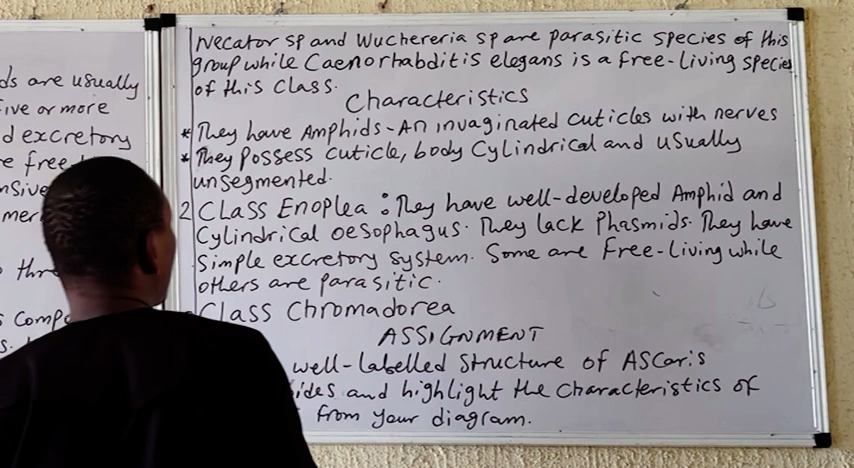 ds are usually
ive or more
d excretory
e free
nsive
mer
thr
s compo
Necator sp and Wuchereria sp are parasitic species of this
group while Caenorhabditis elegans is a free-living species
of this class.
Characteristics
* They have Amphids - An invaginated cuticles with nerves
* They possess cuticle, body cylindrical and usually
unsegmented.
2 Class Enoplea : They have well-developed Amphid and
Cylindrical oesophagus. They lack Phasmids. They have
simple excretory system. Some are free-living while
others are parasitic.
Class Chromadorea
ASSIGNMENT
well-labelled structure of Ascaris
ides and highlight the characteristics of
from your diagram.